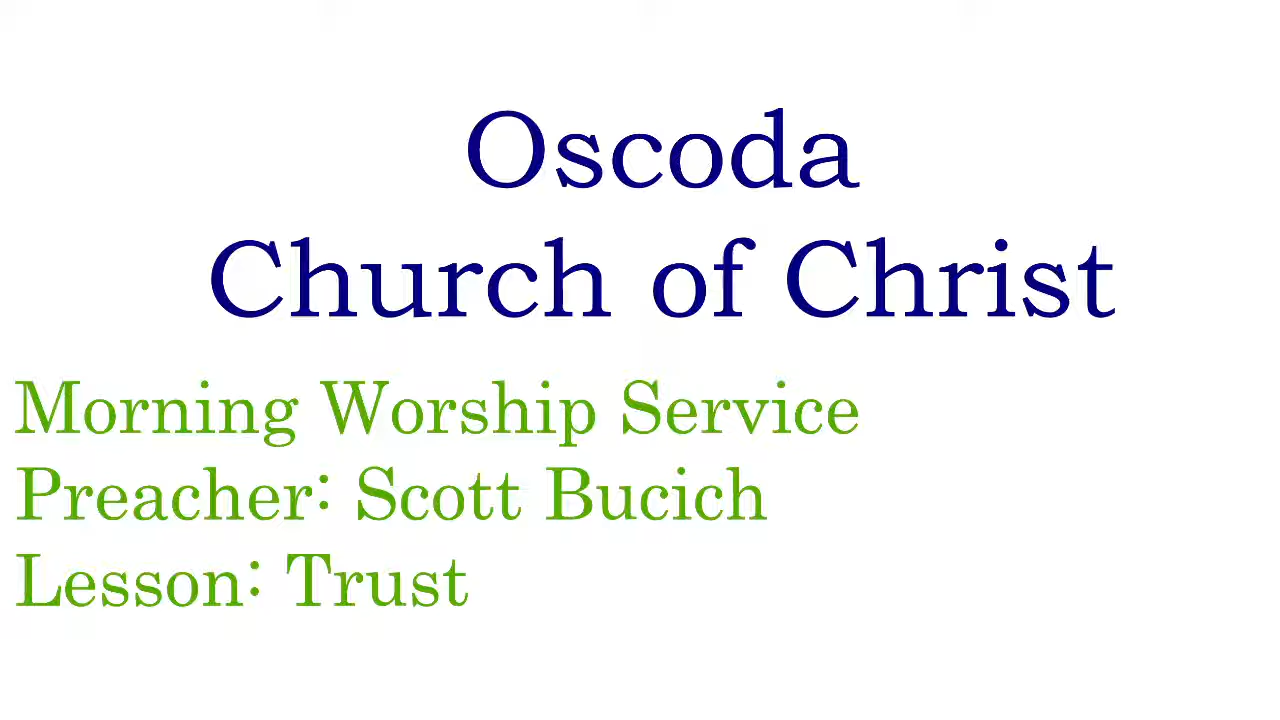 Oscoda
Church of Christ
Morning Worship Service
Preacher: Scott Bucich
Lesson: Trust